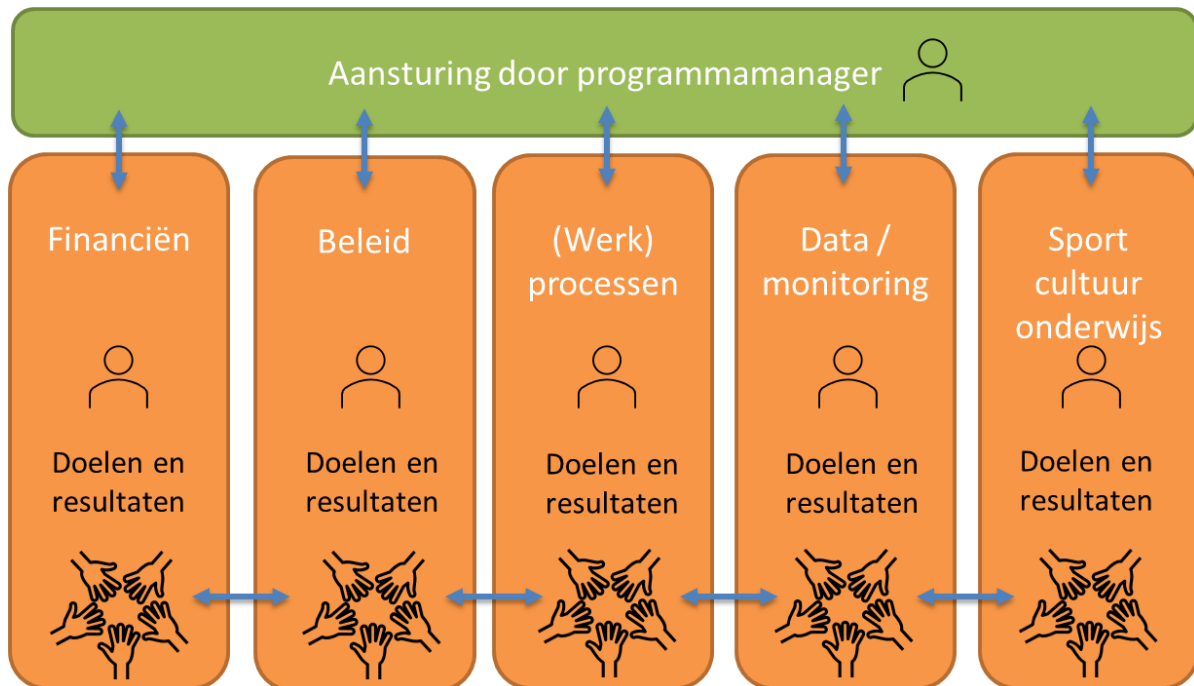 Aansturing door programmamanager
Financiën
Doelen en
resultaten
Beleid
Doelen en
resultaten
(Werk)
processen
Doelen en
resultaten
Data /
monitoring
Doelen en
resultaten
Sport
cultuur
onderwijs
Doelen en
resultaten